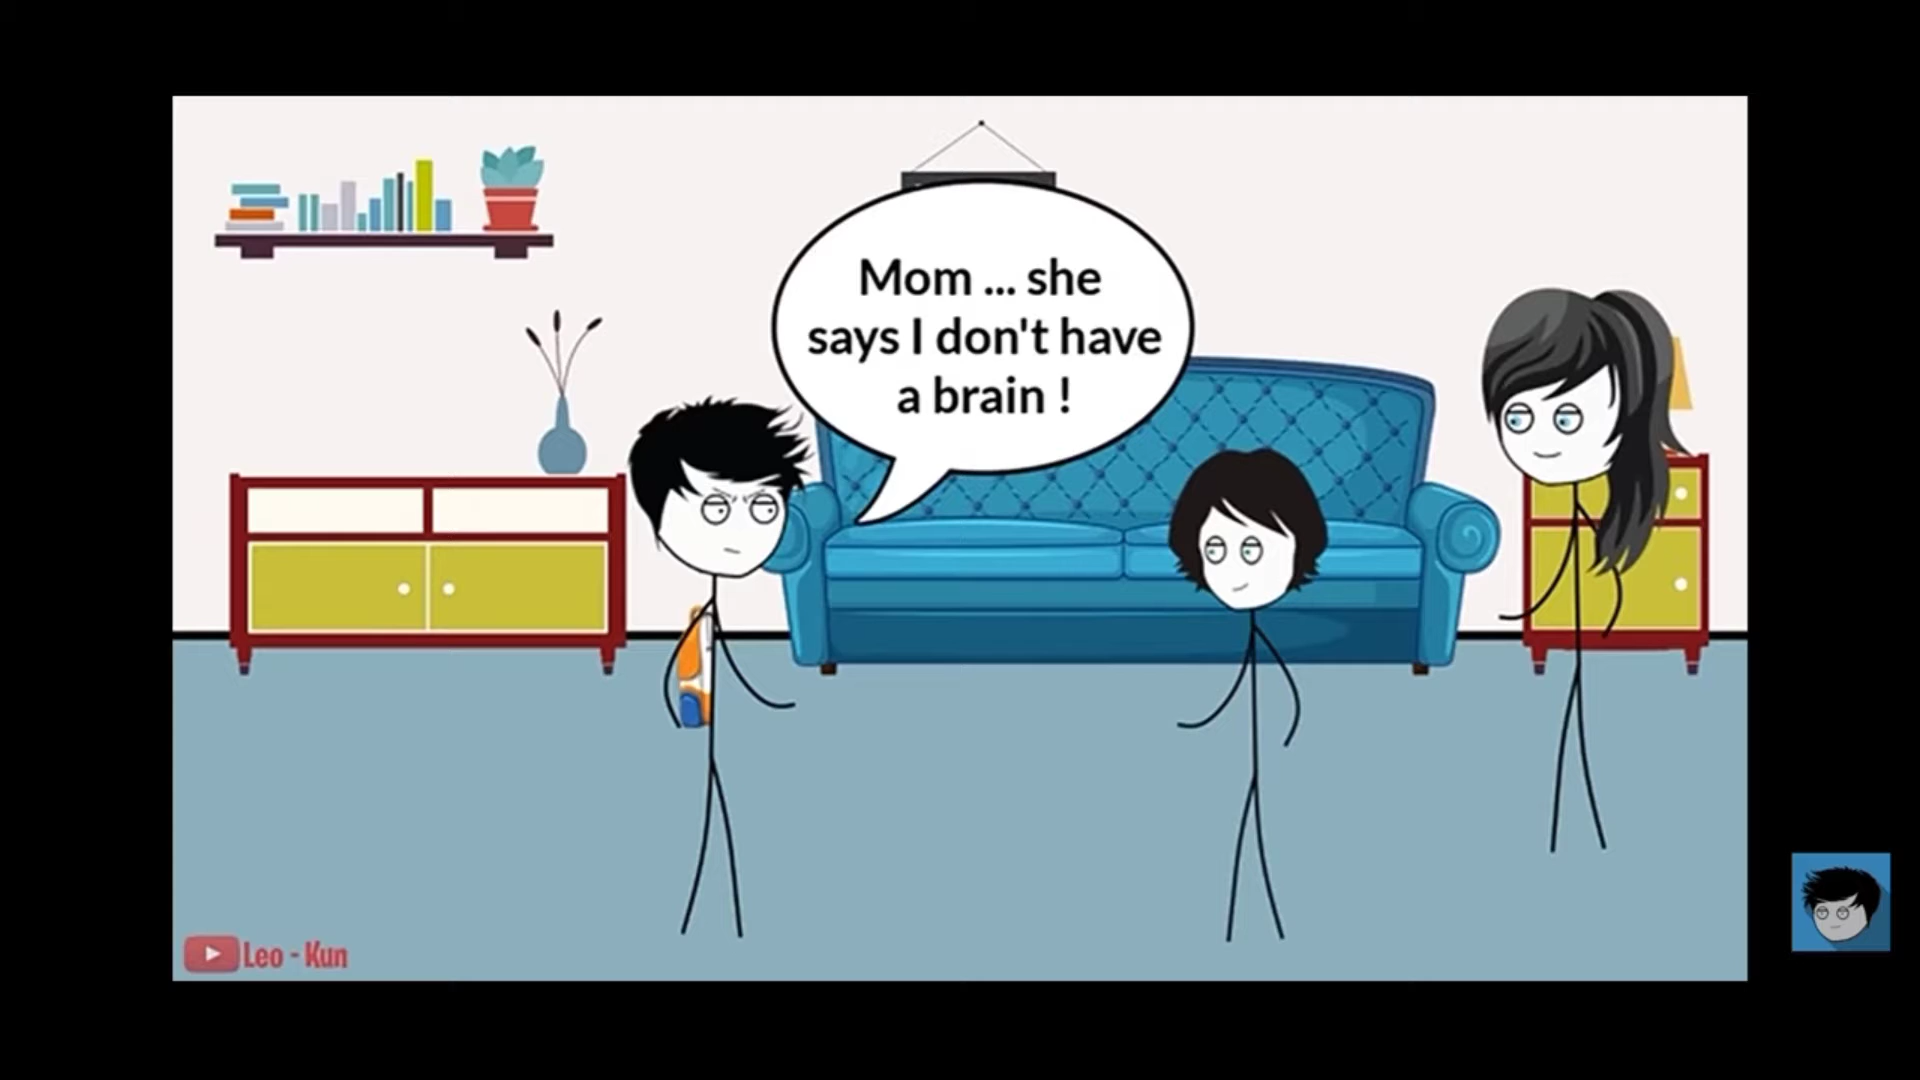 Mom ... she
says I don't have
a brain !
Leo - Kun